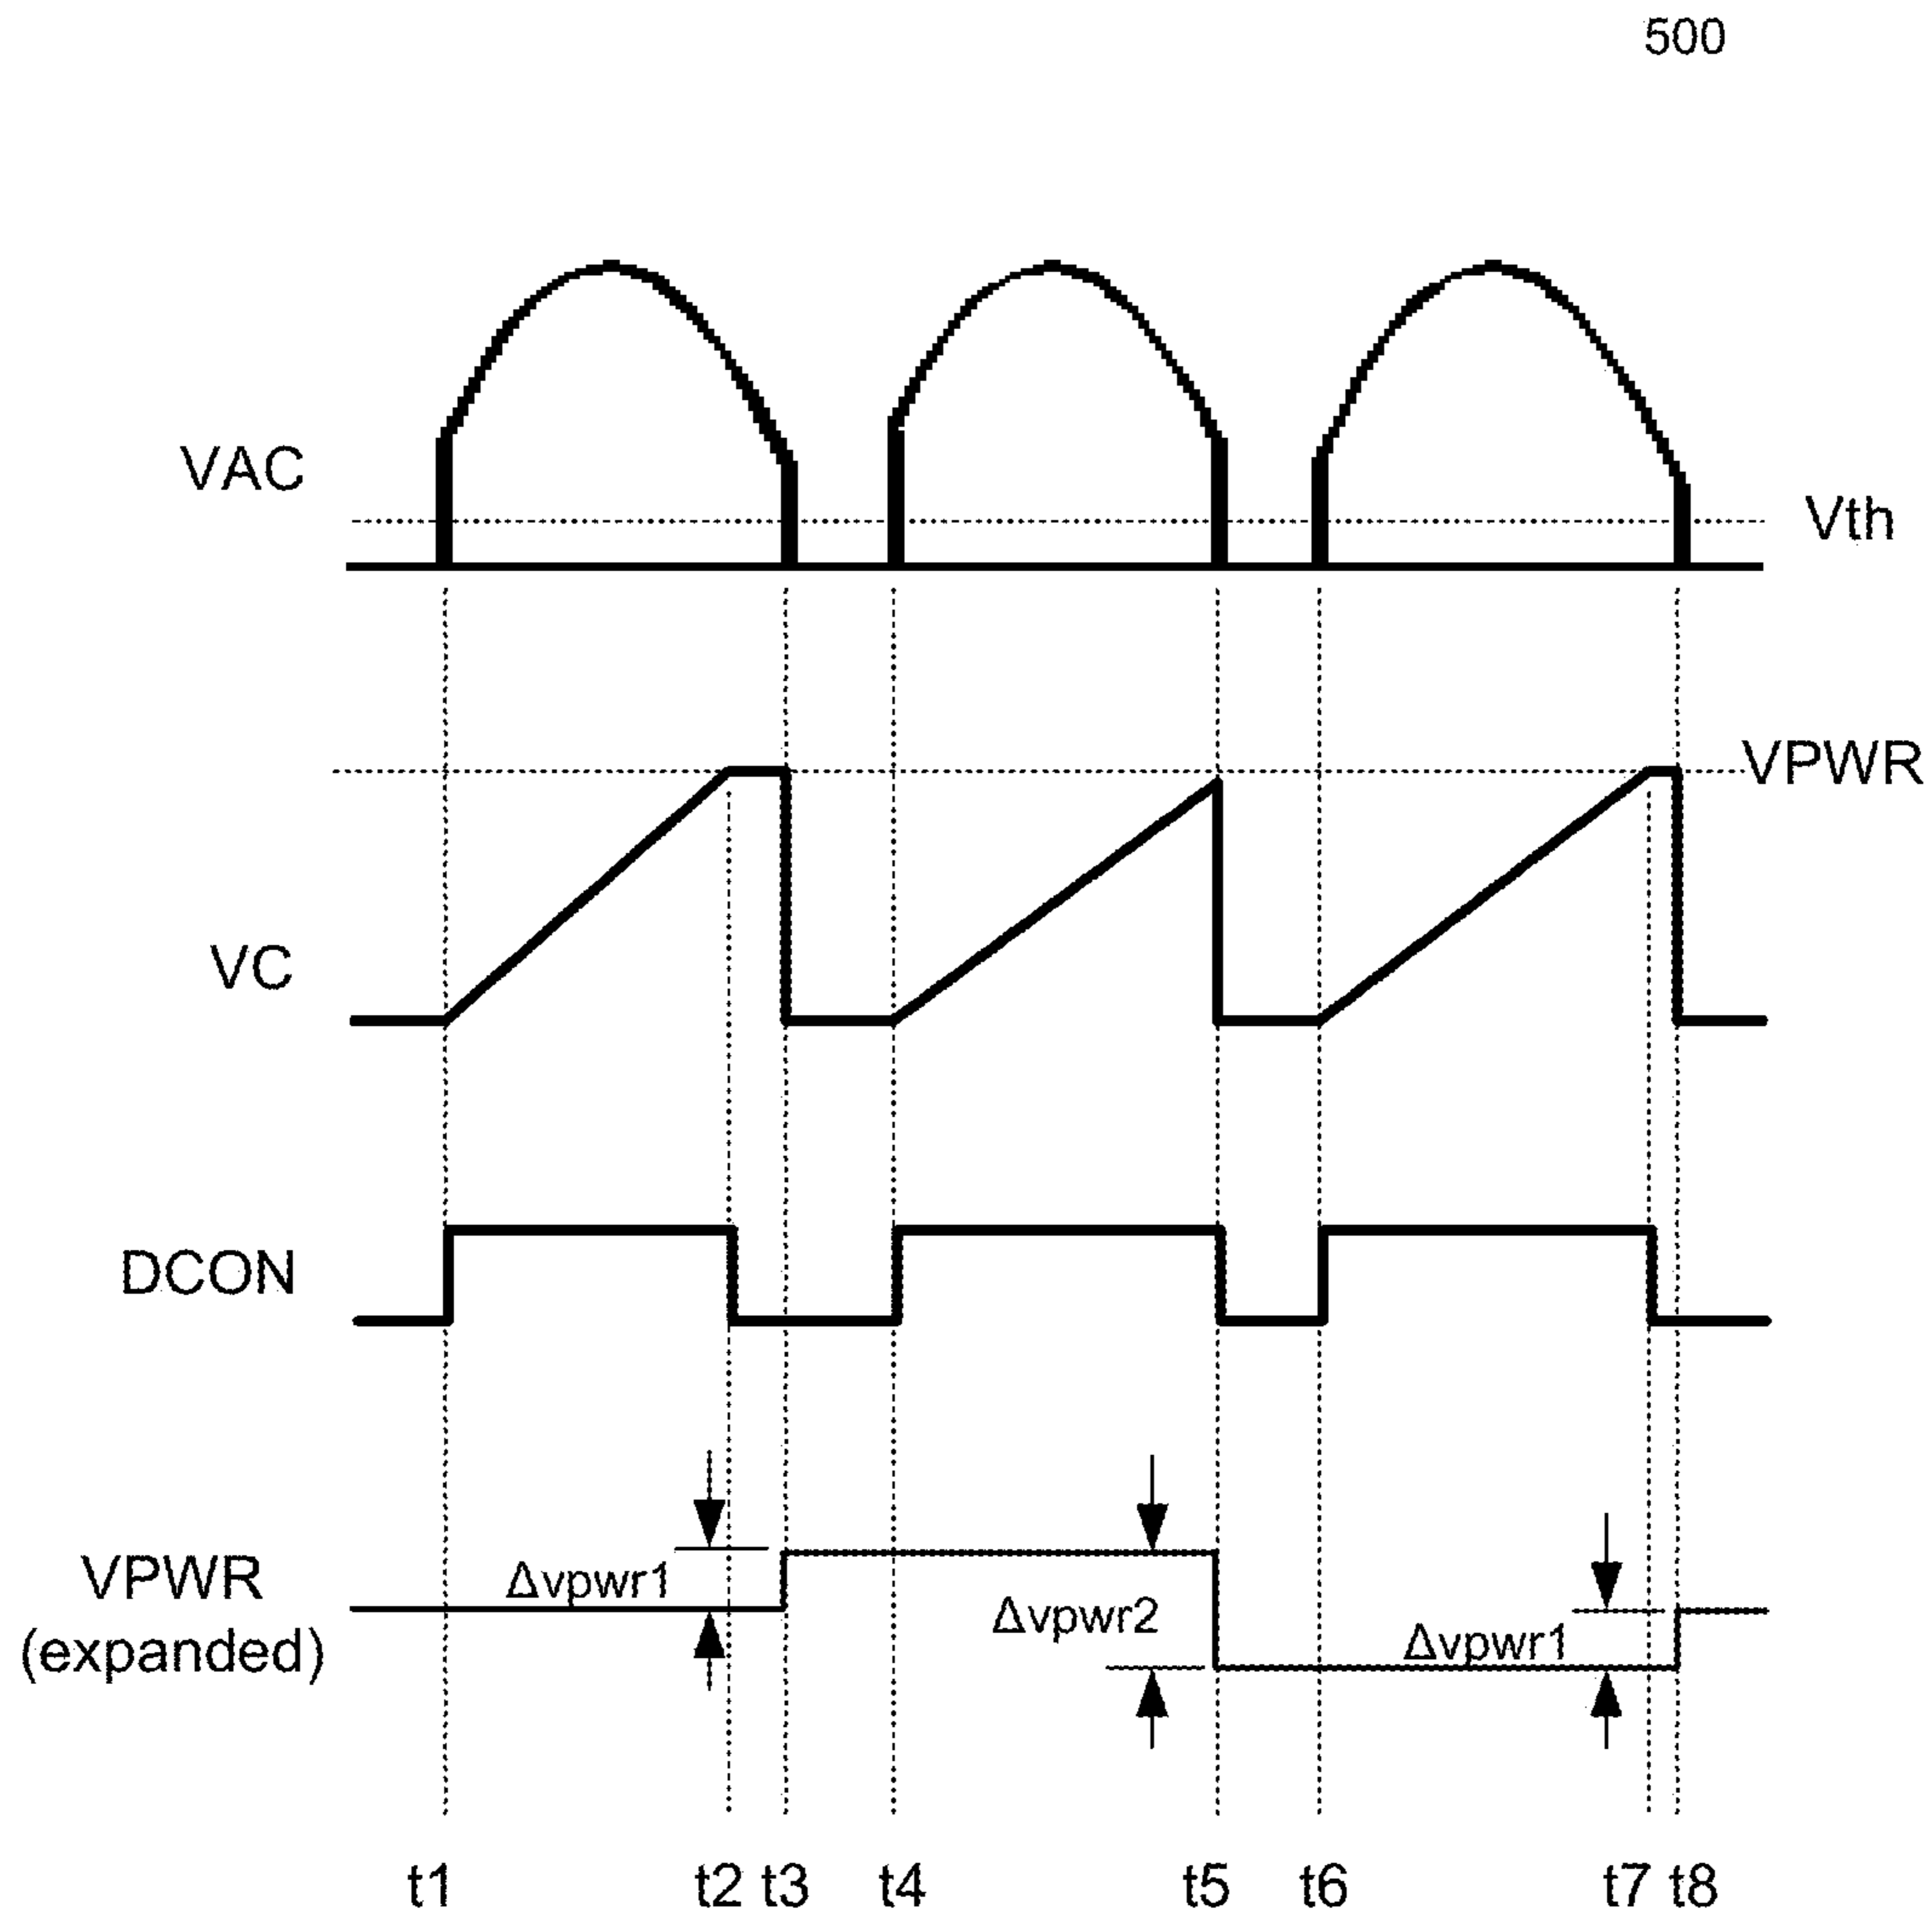 500
VAC
Vth
VPWR
VC
DCON
VPWR
(expanded)
Δvpwr1
Δvpwr2
Δvpwr1
t1 t2 t3 t4 t5 t6 t7 t8